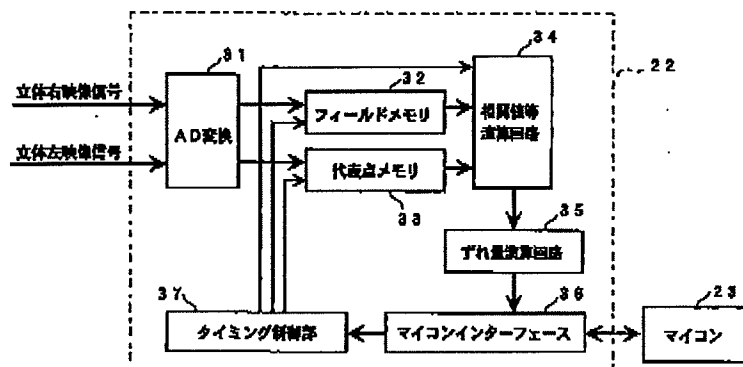 31
34
22
立体右映像信号
32
AD変換
フィールドメモリ
相関値等
演算回路
立体左映像信号
代表点メモリ
33
35
ずれ量演算回路
37
36
23
タイミング制御部
マイコンインターフェース
マイコン